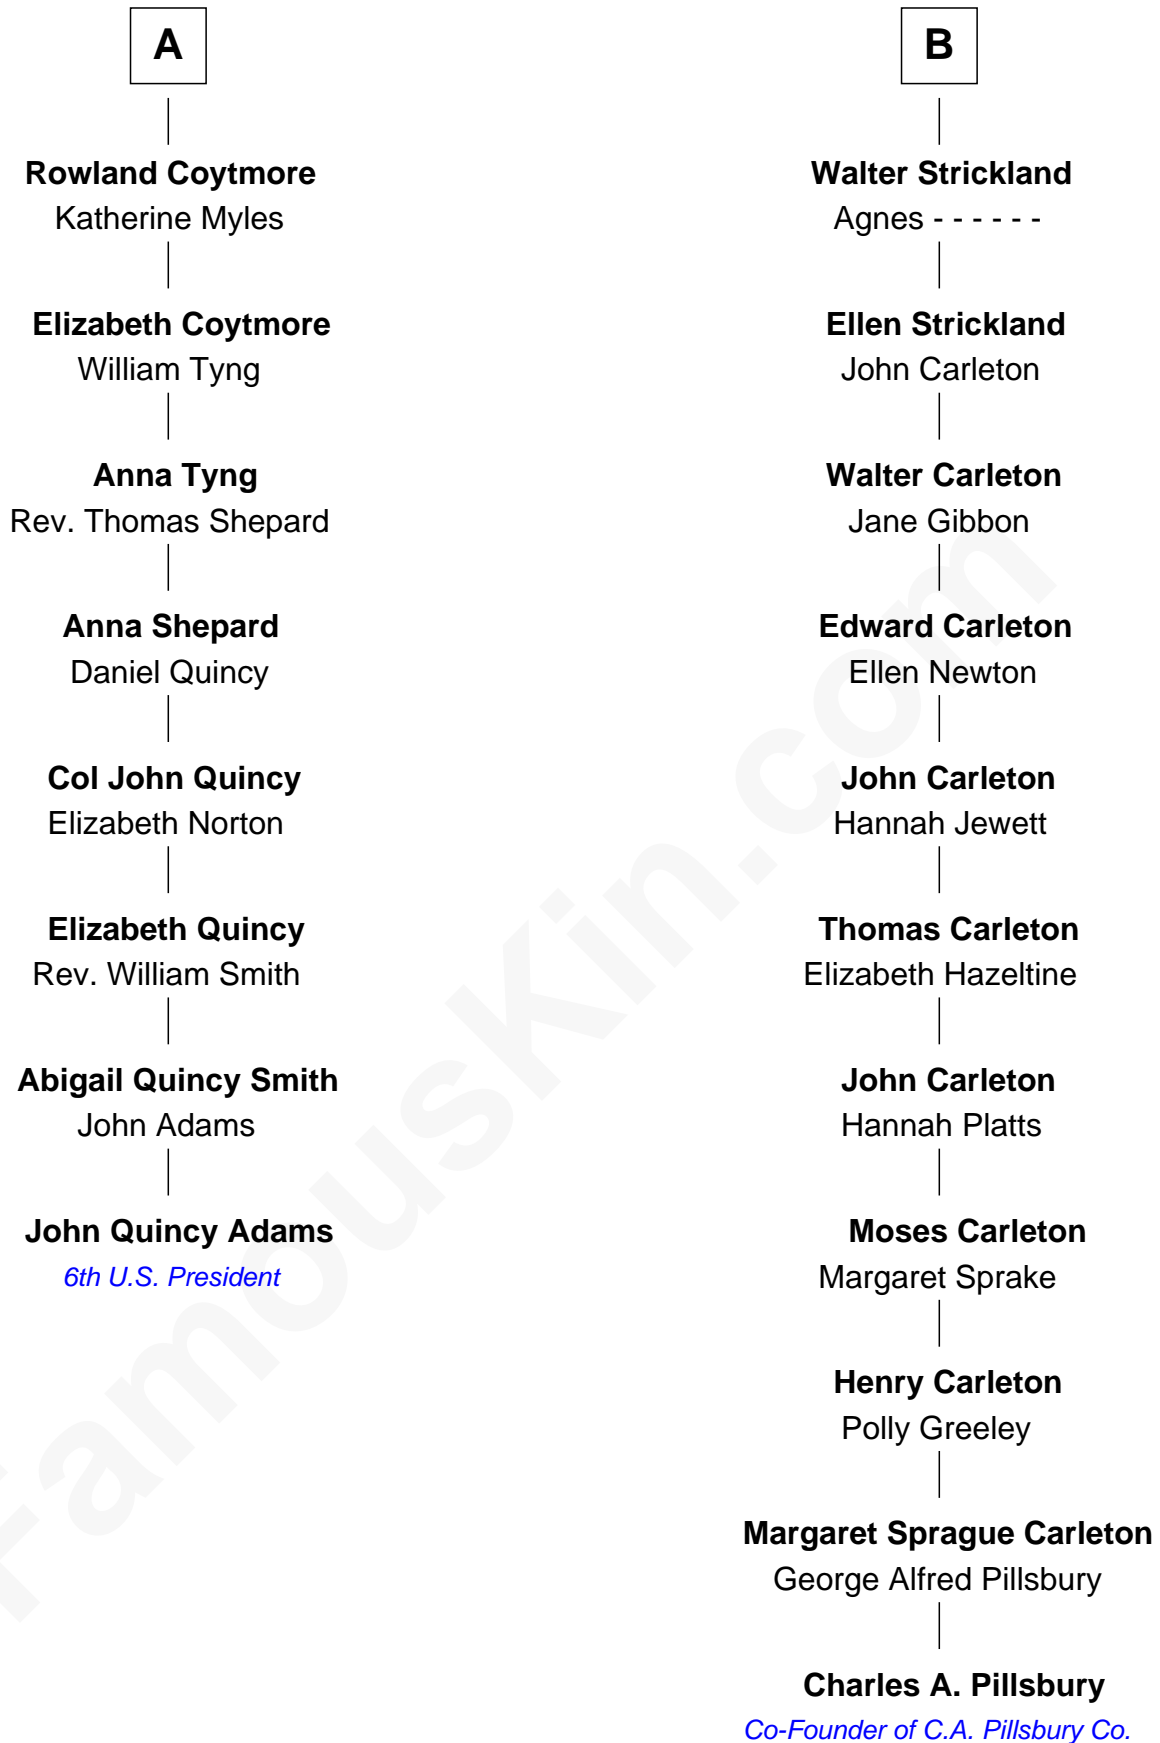 A
Rowland Coytmore
Katherine Myles
Elizabeth Coytmore
William Tyng
Anna Tyng
Rev. Thomas Shepard
Anna Shepard
Daniel Quincy
Col John Quincy
Elizabeth Norton
Elizabeth Quincy
Rev. William Smith
Abigail Quincy Smith
John Adams
John Quincy Adams
6th U.S. President
B
Walter Strickland
Agnes - - - - - -
Ellen Strickland
John Carleton
Walter Carleton
Jane Gibbon
Edward Carleton
Ellen Newton
John Carleton
Hannah Jewett
Thomas Carleton
Elizabeth Hazeltine
John Carleton
Hannah Platts
Moses Carleton
Margaret Sprake
Henry Carleton
Polly Greeley
Margaret Sprague Carleton
George Alfred Pillsbury
Charles A. Pillsbury
Co-Founder of C.A. Pillsbury Co.
FamousKin.com